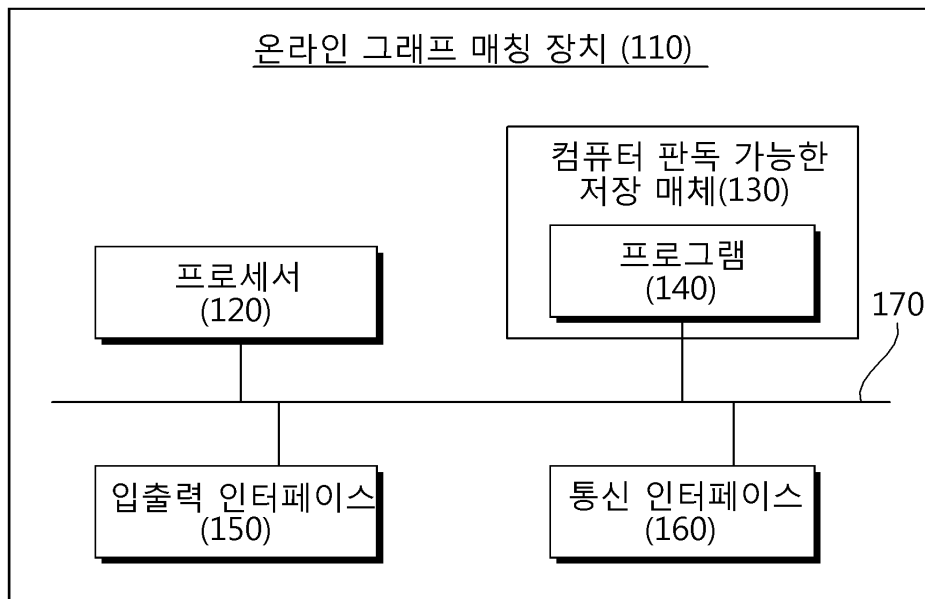 온라인 그래프 매칭 장치 (110)
컴퓨터 판독 가능한
저장 매체(130)
프로그램
(140)
프로세서
(120)
170
입출력 인터페이스
(150)
통신 인터페이스
(160)